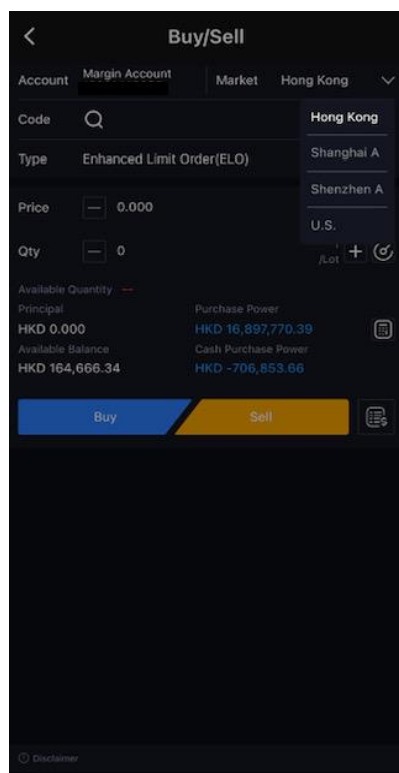 Buy/Sell
Account Margin Account Market Hong Kong
Code Hong Kong
Shanghai A
Type Enhanced Limit Order(ELO)
Shenzhen A
Price 0.000
U.S.
Qty 0 /Lot
Available Quantity --
Principal Purchase Power
HKD 0.000 HKD 16,897,770.39
Available Balance Cash Purchase Power
HKD 164,666.34 HKD -706,853.66
Buy Sell
Disclaimer